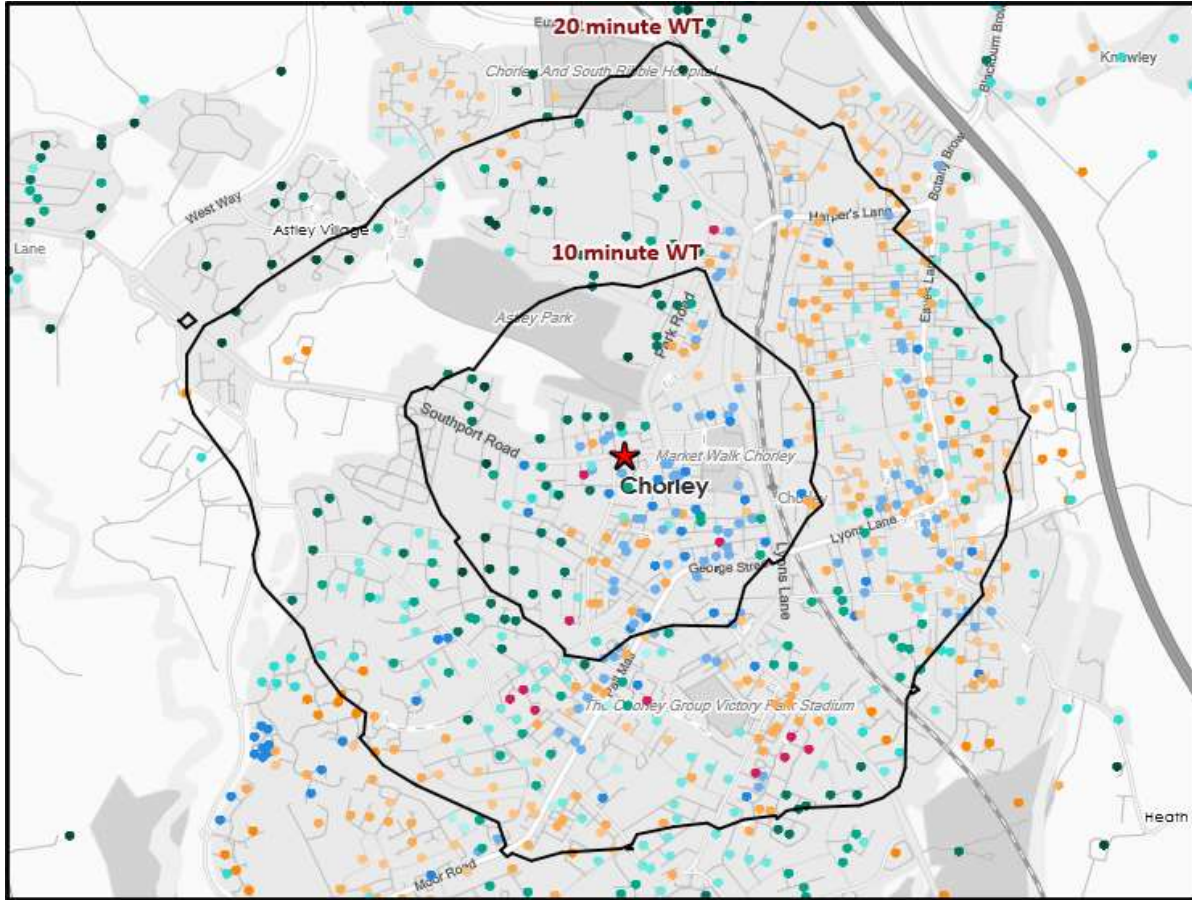 20 minute WT
Chorley And South Ribble Hospital
Knowley
Blackburn Brow
Botany Brow
West Way
Harper's Lane
Astley Village
Lane
10 minute WT
Eaves Lane
Astley Park
Park Road
Southport Road
Market Walk Chorley
Chorley
Chorley
Lyons Lane
George Street
Lyons Lane
Pall Mall
The Chorley Group Victory Park Stadium
Heath
Moor Road